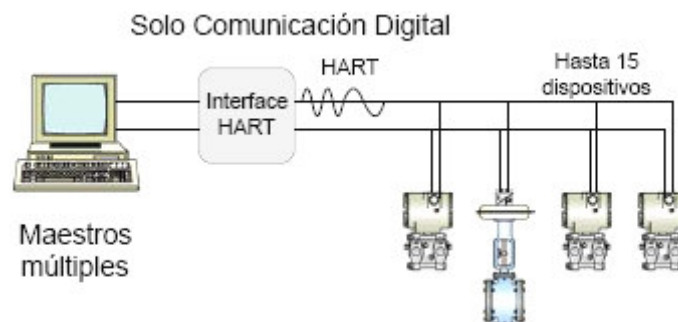 Solo Comunicación Digital
HART
Hasta 15
dispositivos
Interface
HART
Maestros
múltiples